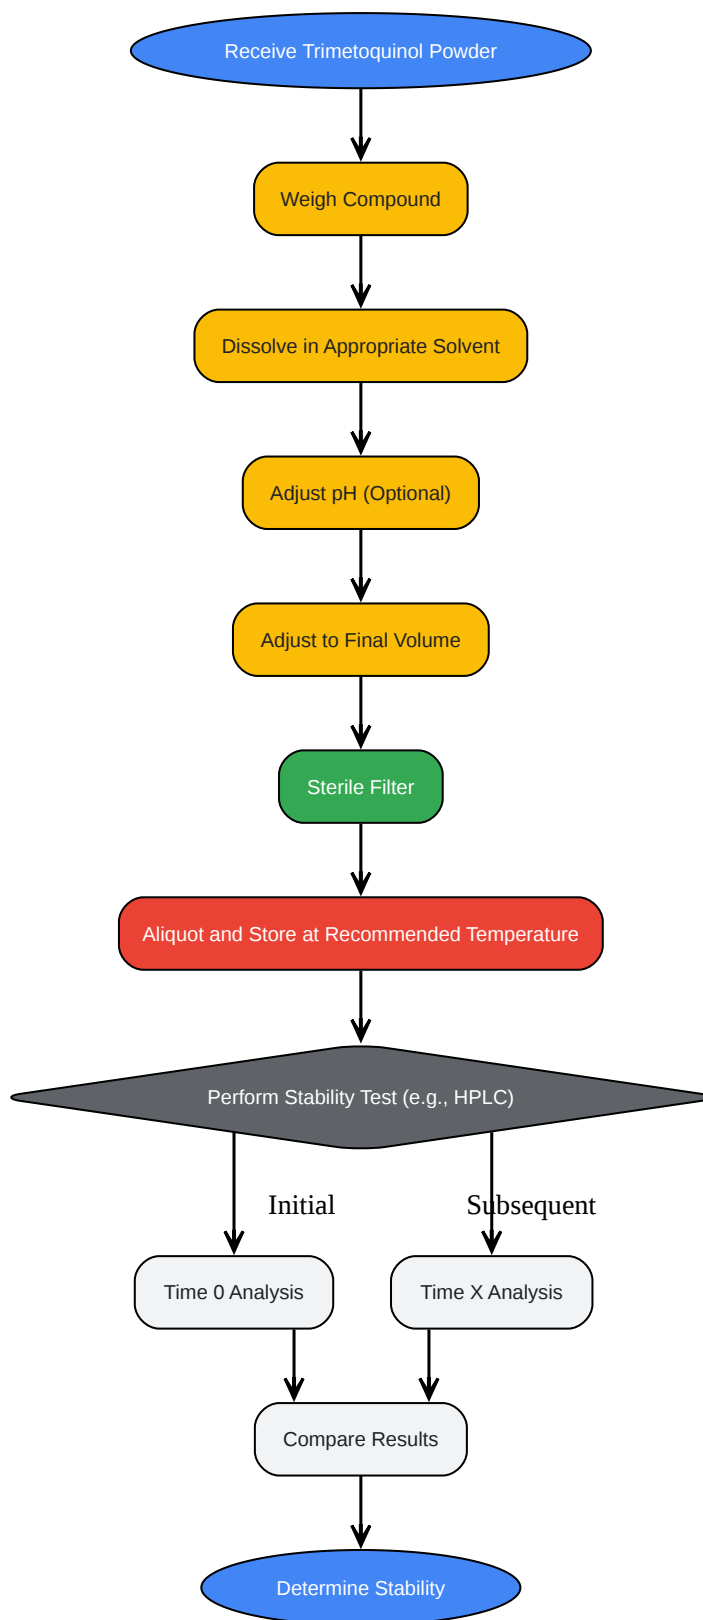 Receive Trimetoquinol Powder
Weigh Compound
Dissolve in Appropriate Solvent
Adjust pH (Optional)
Adjust to Final Volume
Sterile Filter
Aliquot and Store at Recommended Temperature
Perform Stability Test (e.g., HPLC)
Initial
Subsequent
Time 0 Analysis
Time X Analysis
Compare Results
Determine Stability